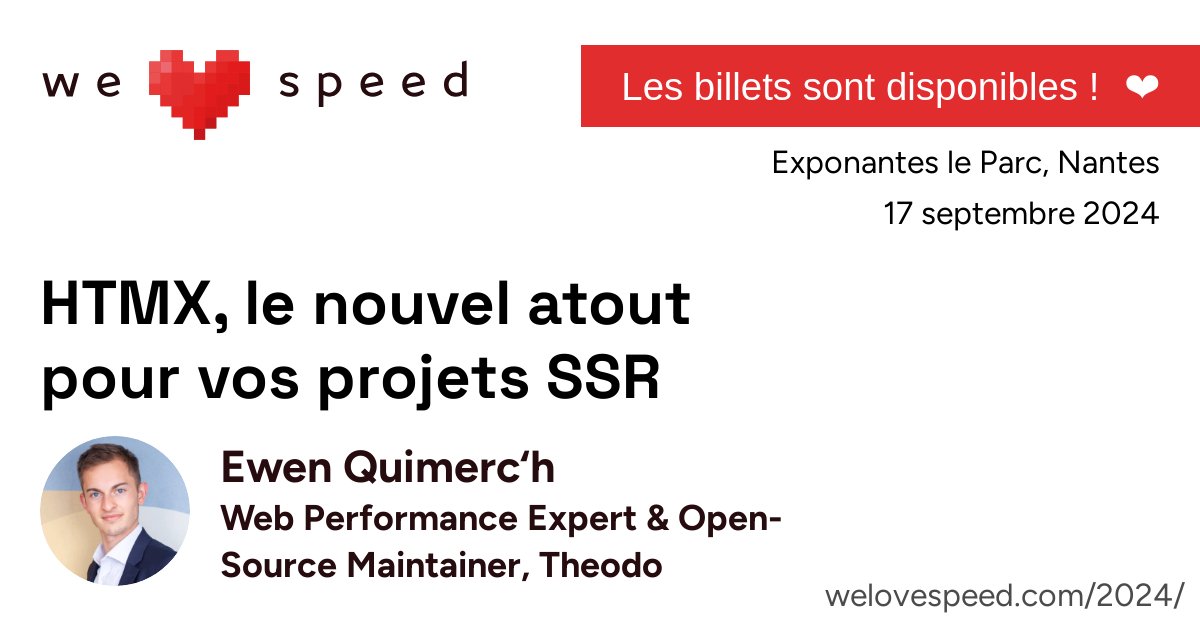 we speed
Les billets sont disponibles ! ❤
Exponantes le Parc, Nantes
17 septembre 2024
HTMX, le nouvel atout
pour vos projets SSR
Ewen Quimerc‘h
Web Performance Expert & Open-
Source Maintainer, Theodo
welovespeed.com/2024/